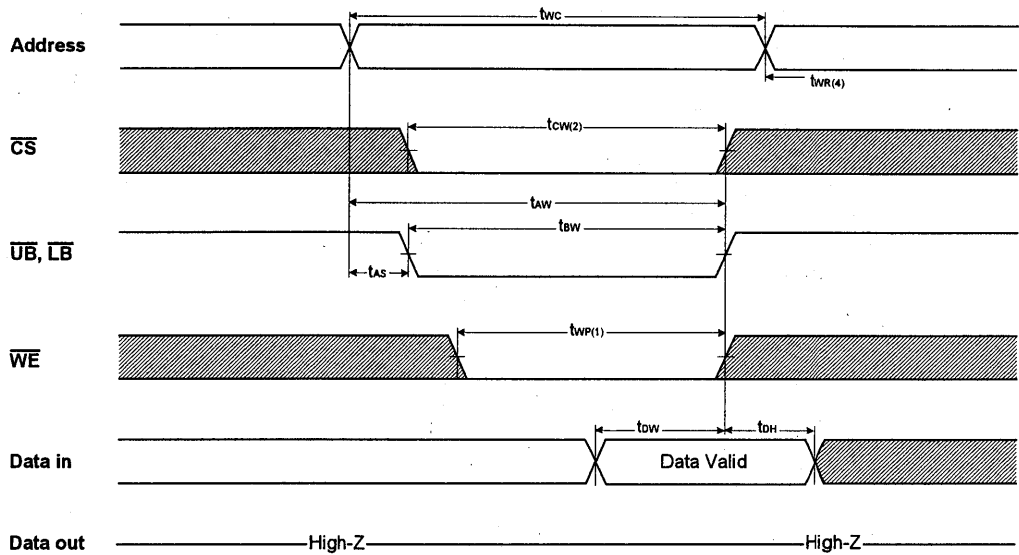 tWC
Address
tWR(4)
CS
tCW(2)
tAW
UB, LB
tBW
tAS
WE
tWP(1)
tDW
tDH
Data in
Data Valid
Data out
High-Z
High-Z